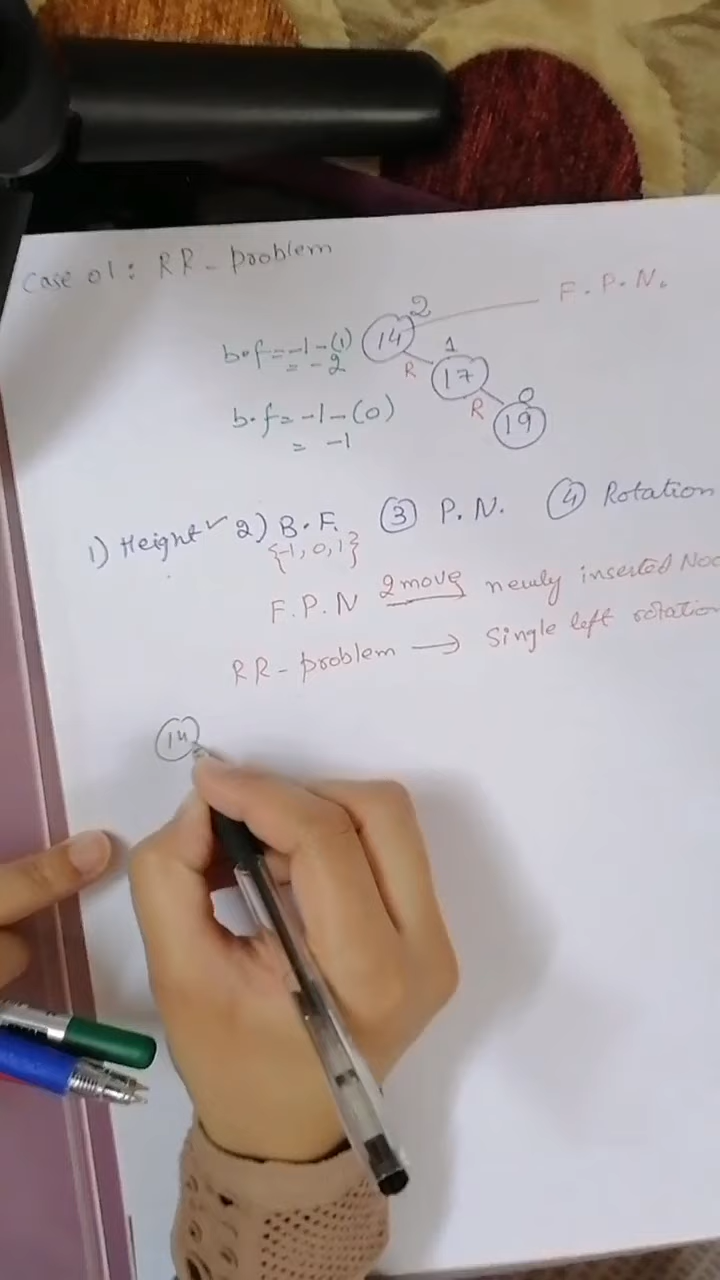 Case 01: RR - problem
2
F.P.N.
b.f = -1 - (1)
= -2
14
1
R
17
b.f = -1 - (0)
= -1
R
0
19
1) Height ✓ 2) B.F. ③ P.N. ④ Rotation
{-1, 0, 1}
F.P.N 2 move newly inserted
RR - problem → Single left rotation
14